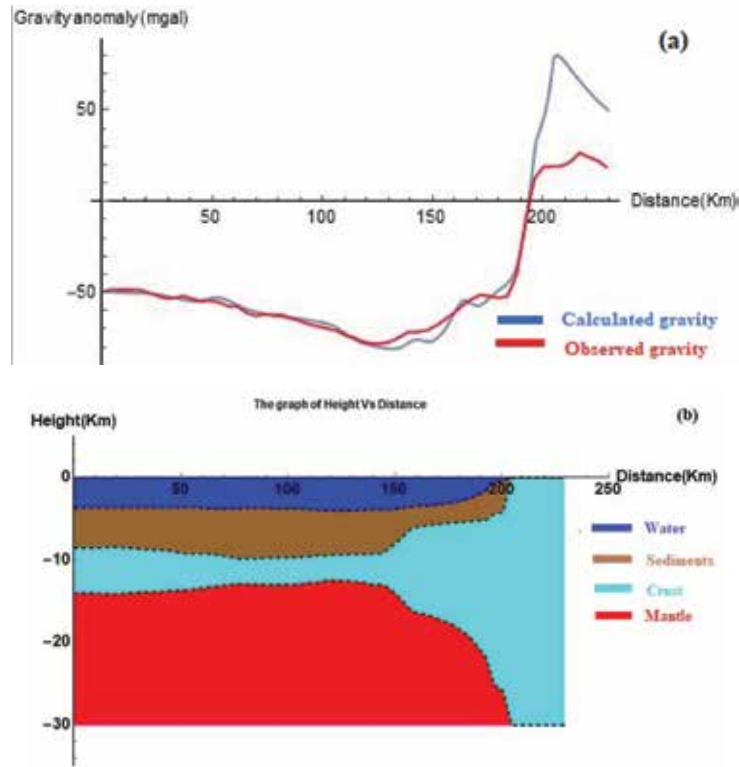 Gravity anomaly (mgal)
(a)
50
50
100
150
200
Distance(Km)
−50
Calculated gravity
Observed gravity
The graph of Height Vs Distance
(b)
Height(Km)
0
50
100
150
200
250
Distance(Km)
−10
−20
−30
Water
Sediments
Crust
Mantle